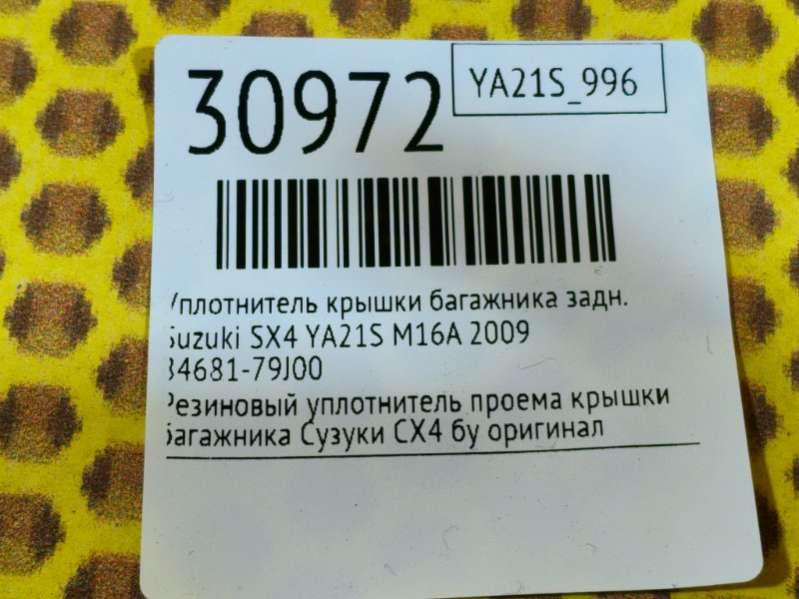 30972
YA21S_996
Уплотнитель крышки багажника задн.
Suzuki SX4 YA21S M16A 2009
84681-79J00
Резиновый уплотнитель проема крышки
багажника Сузуки СХ4 бу оригинал